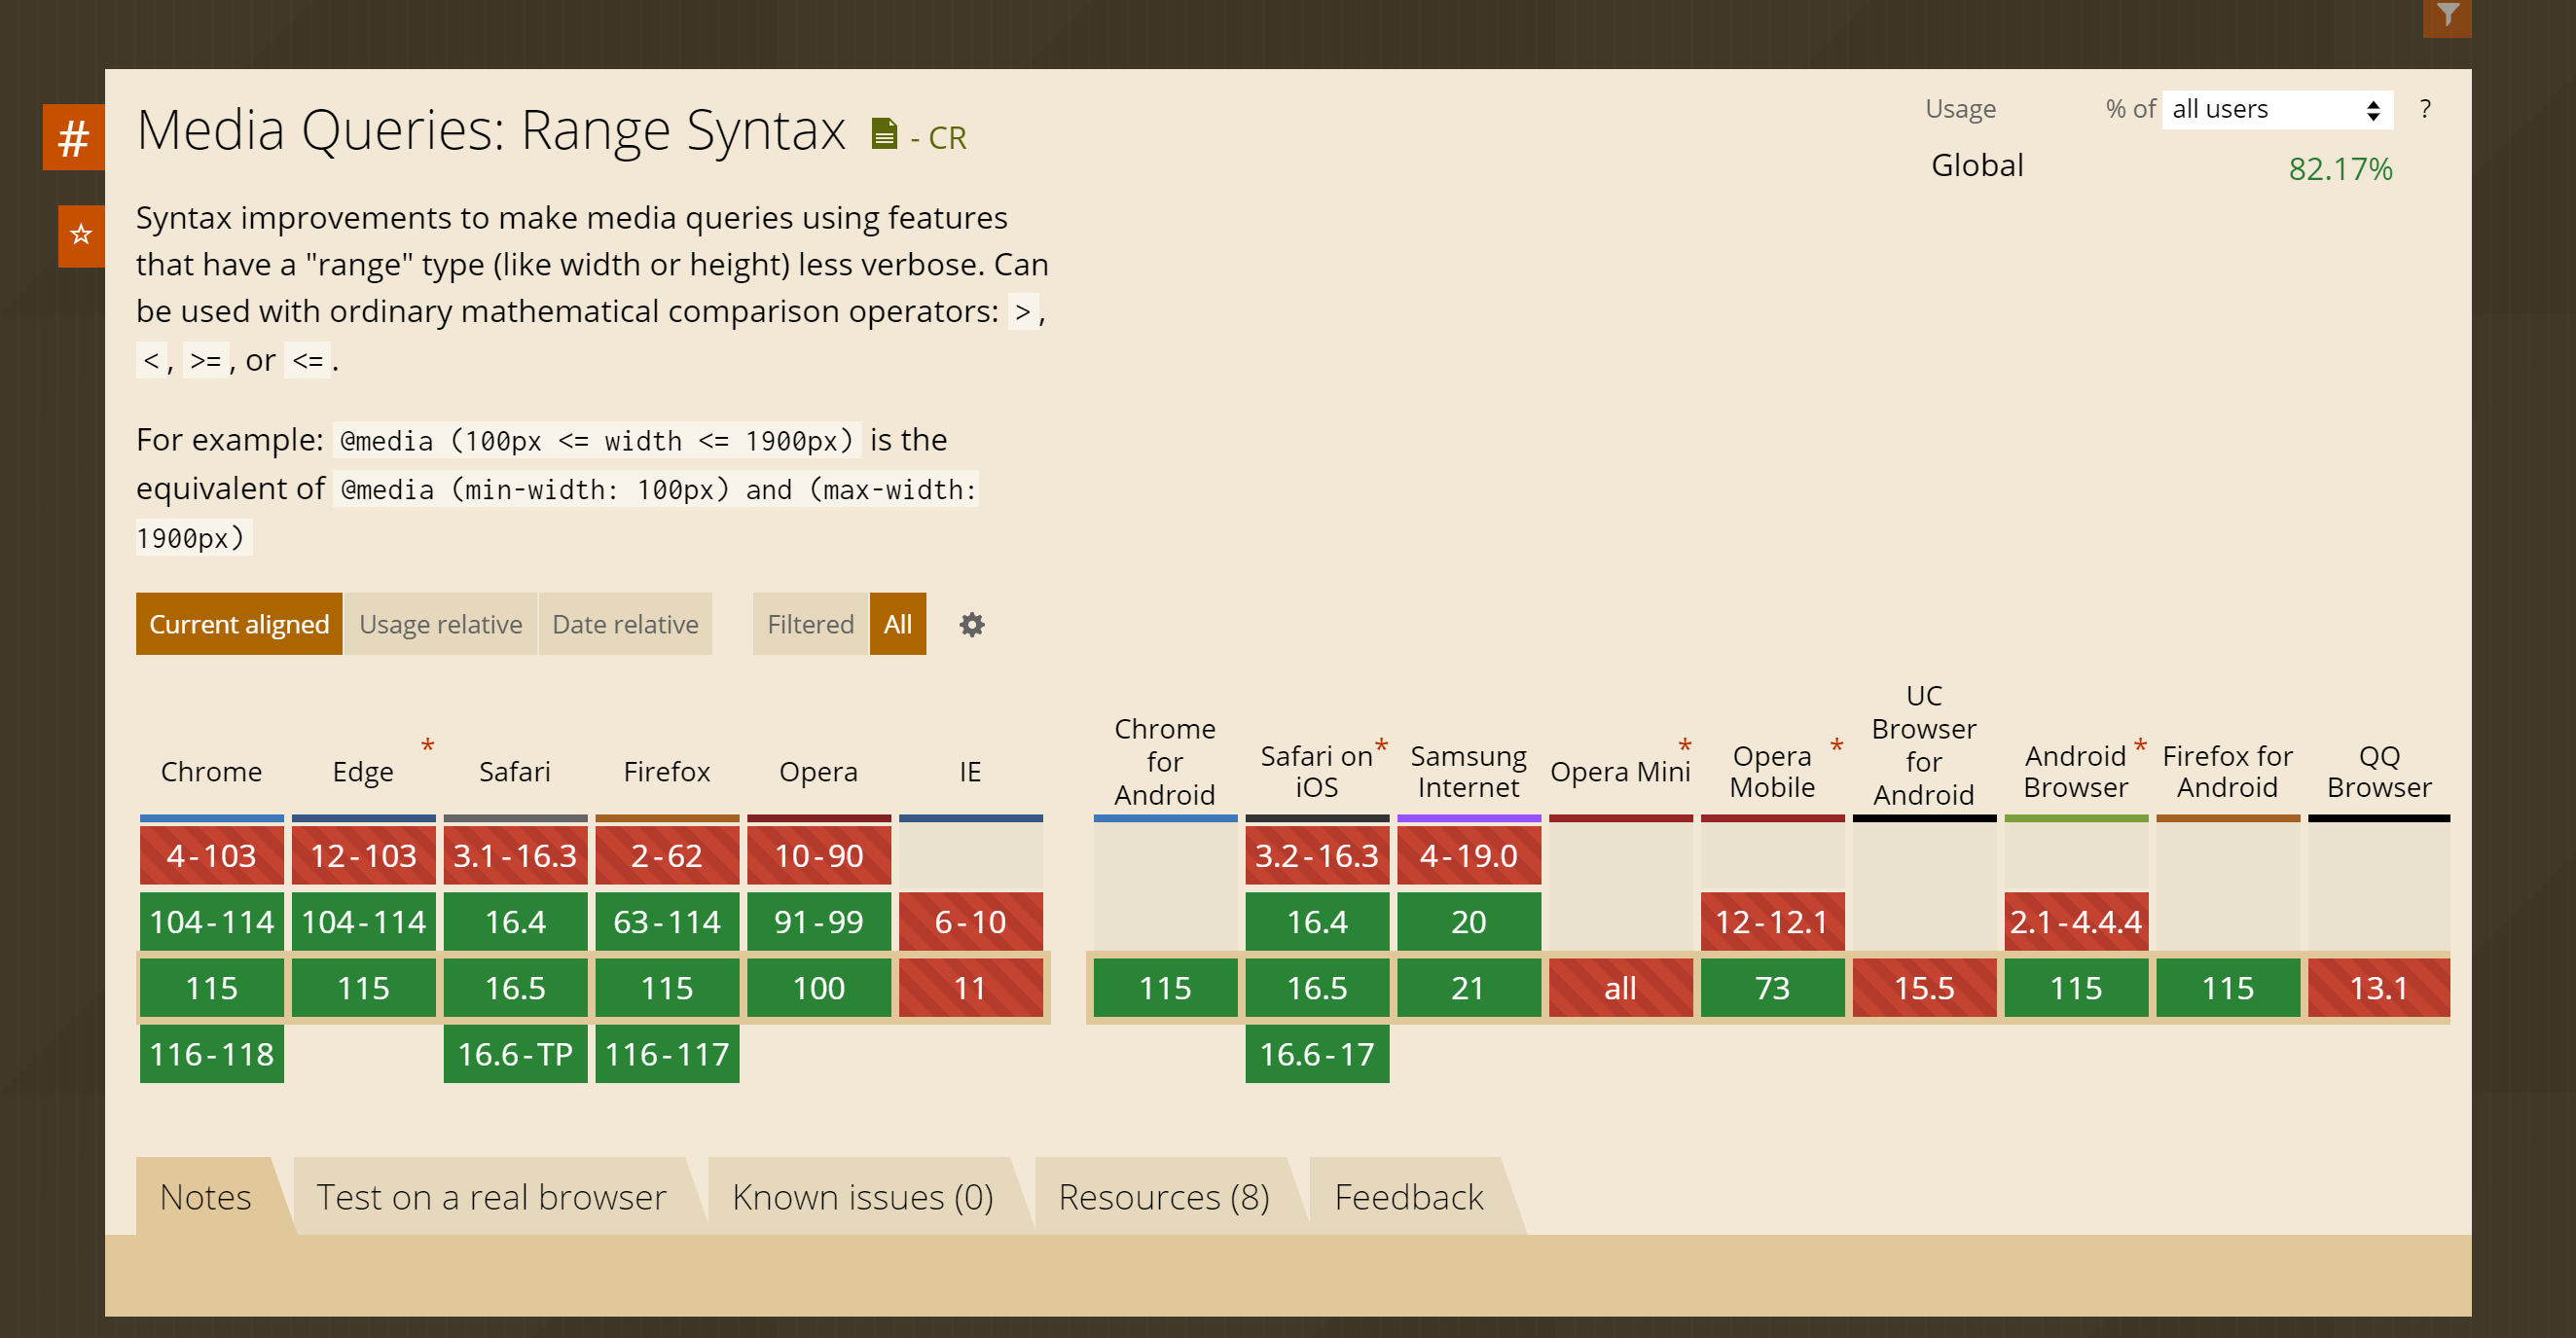 #
Media Queries: Range Syntax - CR
Usage % of all users ?
Global 82.17%
Syntax improvements to make media queries using features
that have a "range" type (like width or height) less verbose. Can
be used with ordinary mathematical comparison operators: > ,
< , >= , or <= .
For example: @media (100px <= width <= 1900px) is the
equivalent of @media (min-width: 100px) and (max-width:
1900px)
Current aligned Usage relative Date relative Filtered All
Chrome
Edge *
Safari
Firefox
Opera
IE
Chrome
for
Android
Safari on *
iOS
Samsung
Internet
Opera Mini *
Opera *
Mobile
UC
Browser
for
Android
Android *
Browser
Firefox for
Android
QQ
Browser
4-103 12-103 3.1-16.3 2-62 10-90 3.2-16.3 4-19.0
104-114 104-114 16.4 63-114 91-99 6-10 16.4 20 12-12.1 2.1-4.4.4
115 115 16.5 115 100 11 115 16.5 21 all 73 15.5 115 115 13.1
116-118 16.6-TP 116-117 16.6-17
Notes Test on a real browser Known issues (0) Resources (8) Feedback